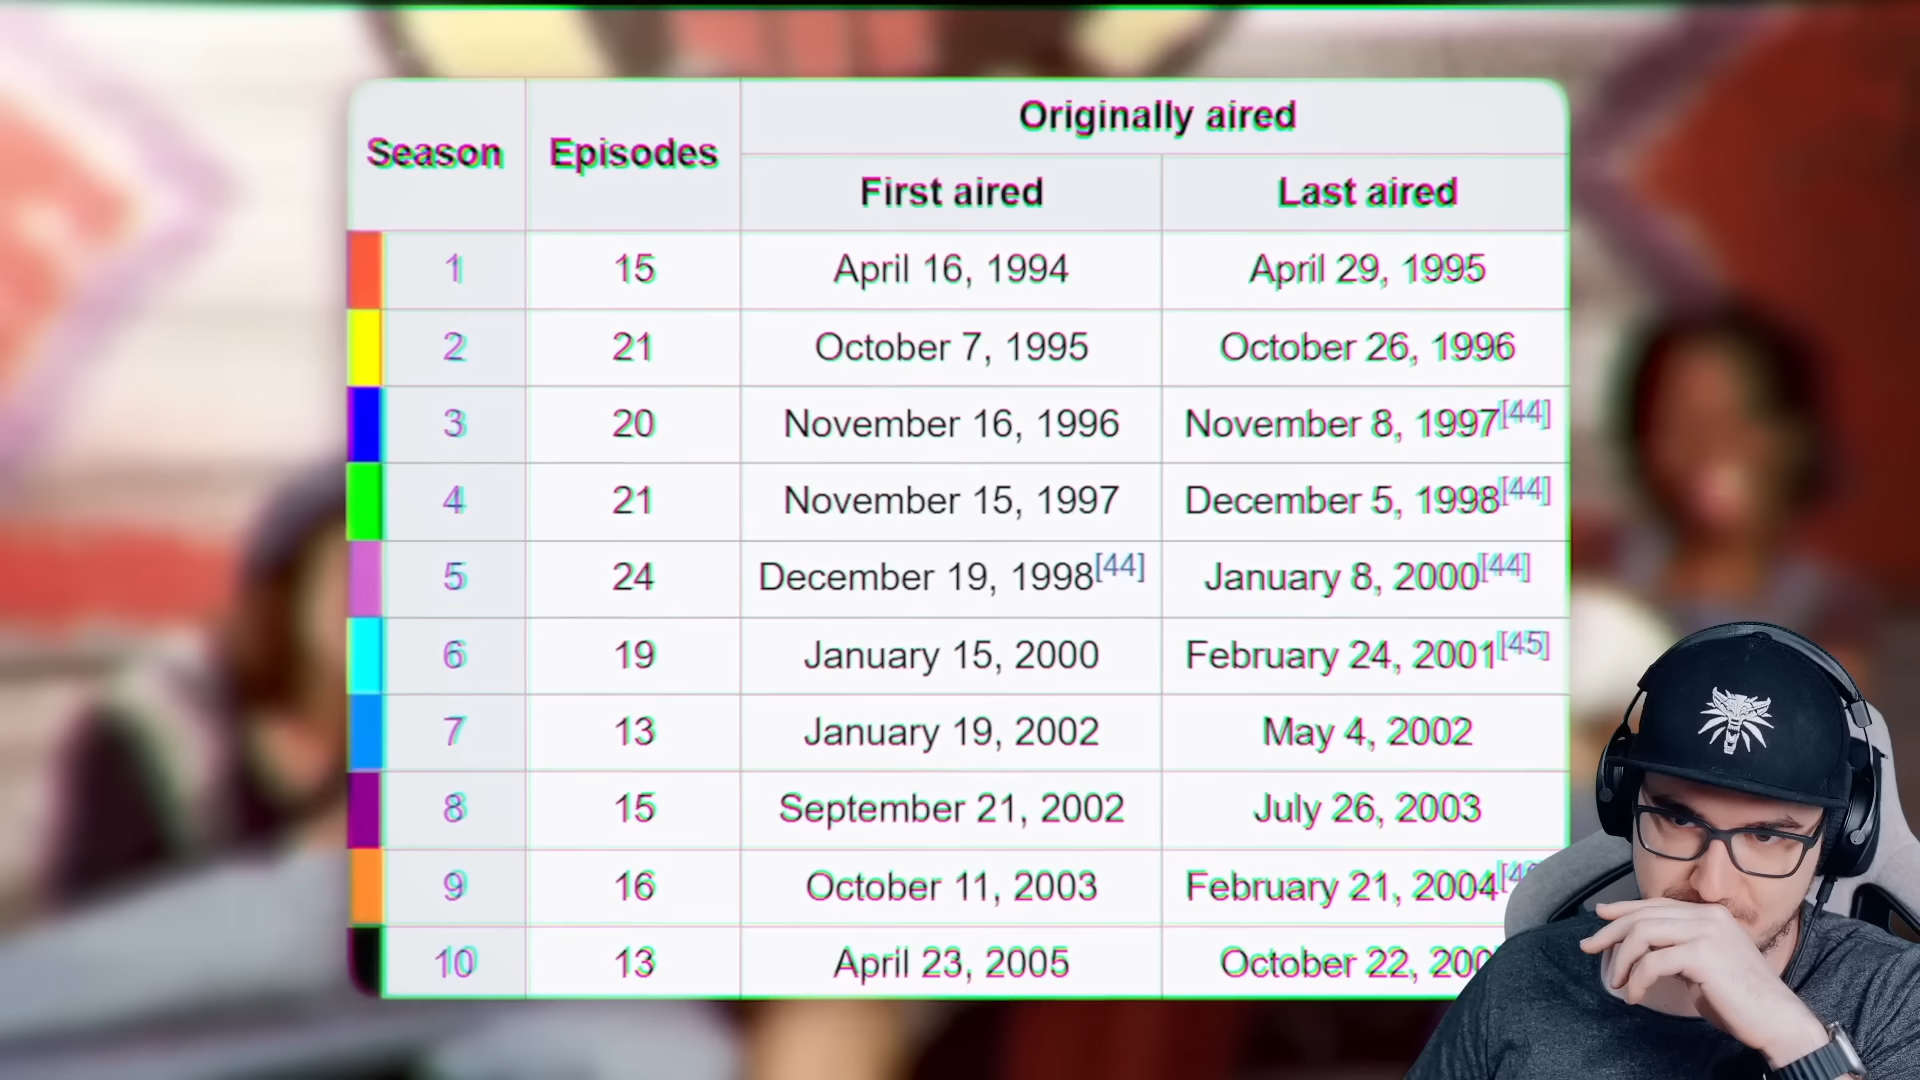 Season Episodes Originally aired
First aired Last aired
1 15 April 16, 1994 April 29, 1995
2 21 October 7, 1995 October 26, 1996
3 20 November 16, 1996 November 8, 1997[44]
4 21 November 15, 1997 December 5, 1998[44]
5 24 December 19, 1998[44] January 8, 2000[44]
6 19 January 15, 2000 February 24, 2001[45]
7 13 January 19, 2002 May 4, 2002
8 15 September 21, 2002 July 26, 2003
9 16 October 11, 2003 February 21, 2004
10 13 April 23, 2005 October 22,